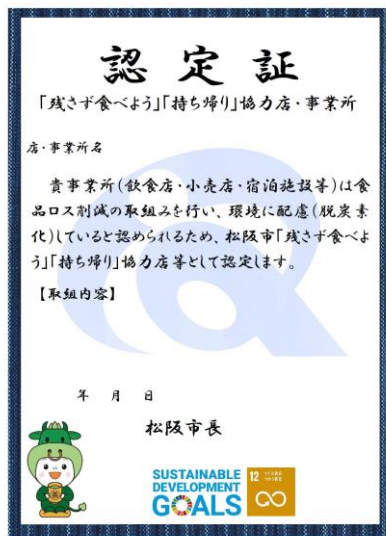 認定証
「残さず食べよう」「持ち帰り」協力店・事業所
店・事業所名
貴事業所(飲食店・小売店・宿泊施設等)は食
品ロス削減の取組みを行い、環境に配慮(脱炭素
化)していると認められるため、松阪市「残さず食べよ
う」「持ち帰り」協力店等として認定します。
【取組内容】
年 月 日
松阪市長
SUSTAINABLE
DEVELOPMENT
GOALS
12